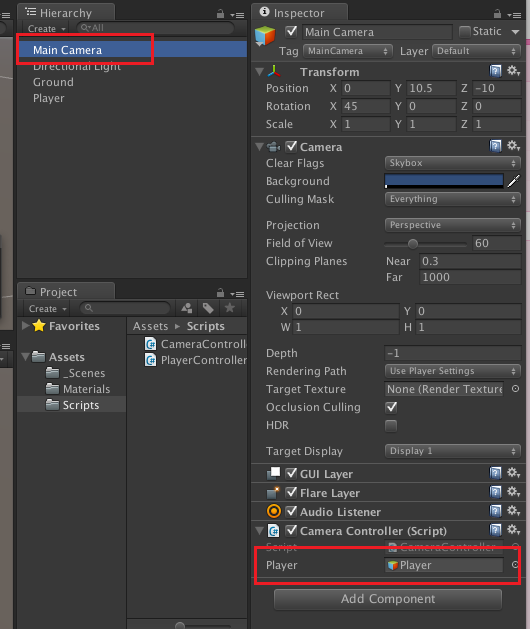 Hierarchy
Create
All
Main Camera
Directional Light
Ground
Player
Project
Create
Favorites
Assets
_Scenes
Materials
Scripts
Assets
Scripts
CameraControlle
PlayerController
Inspector
Main Camera
Static
Tag
MainCamera
Layer
Default
Transform
Position X 0 Y 10.5 Z -10
Rotation X 45 Y 0 Z 0
Scale X 1 Y 1 Z 1
Camera
Clear Flags Skybox
Background
Culling Mask Everything
Projection Perspective
Field of View 60
Clipping Planes Near 0.3
Far 1000
Viewport Rect
X 0 Y 0
W 1 H 1
Depth -1
Rendering Path Use Player Settings
Target Texture None (Render Texture
Occlusion Culling
HDR
Target Display Display 1
GUI Layer
Flare Layer
Audio Listener
Camera Controller (Script)
Script CameraController
Player Player
Add Component